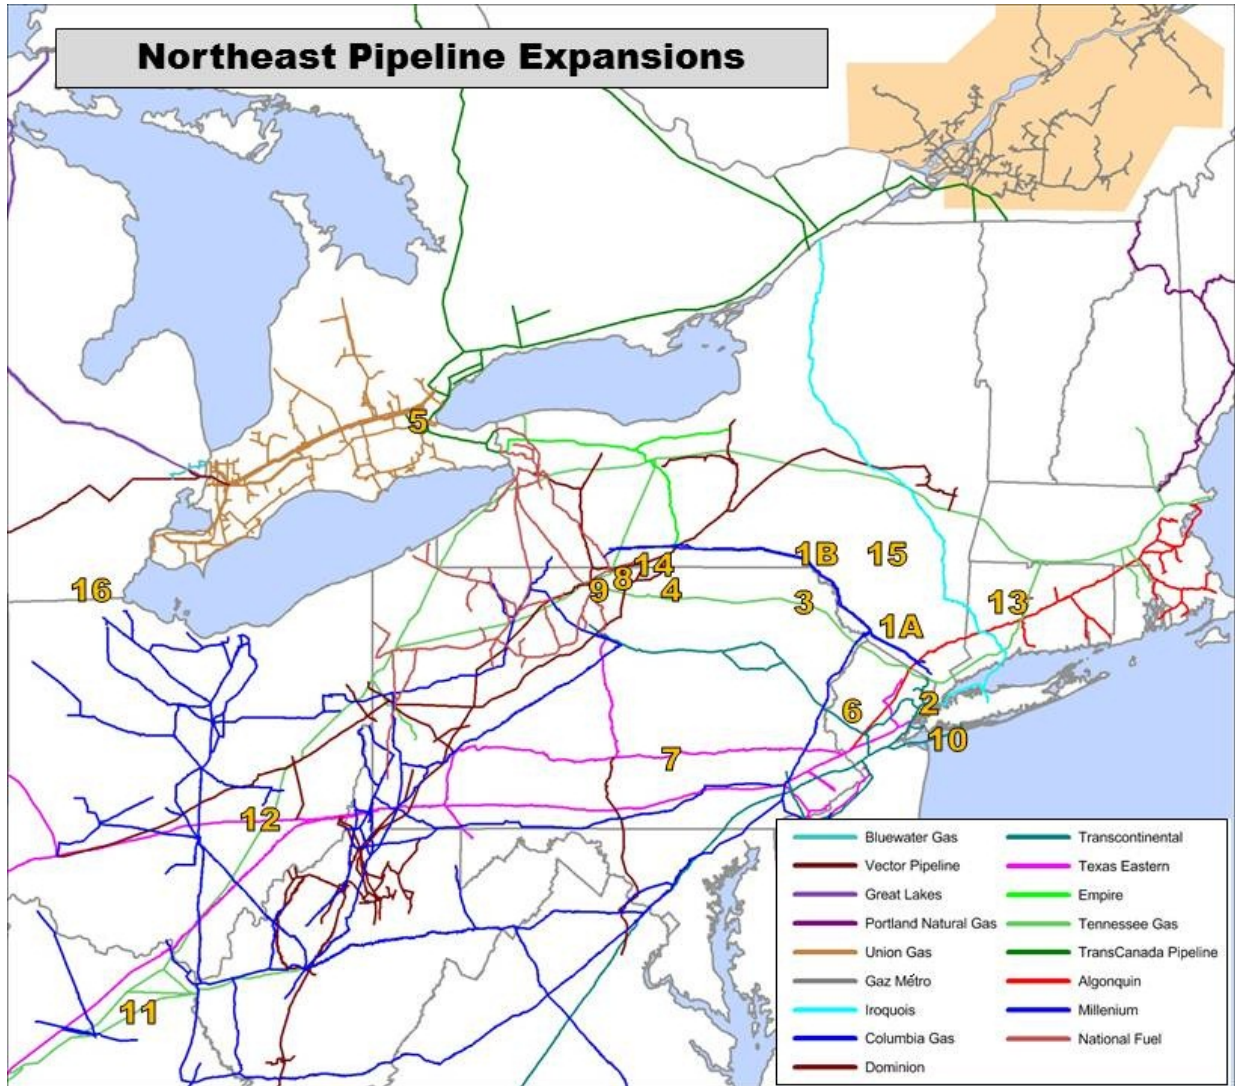 Northeast Pipeline Expansions
5
1B
15
14
8
9
4
16
3
13
1A
6
2
10
7
12
11
Bluewater Gas
Vector Pipeline
Great Lakes
Portland Natural Gas
Union Gas
Gaz Métro
Iroquois
Columbia Gas
Dominion
Transcontinental
Texas Eastern
Empire
Tennessee Gas
TransCanada Pipeline
Algonquin
Millenium
National Fuel